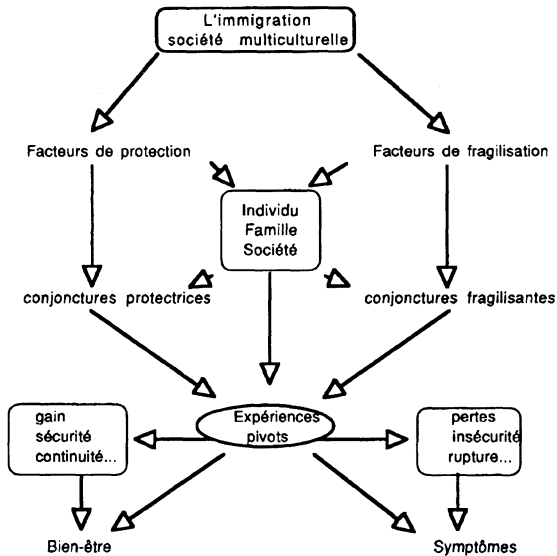 L'immigration
société multiculturelle
Facteurs de protection
Facteurs de fragilisation
Individu
Famille
Société
conjonctures protectrices
conjonctures fragilisantes
Expériences
pivots
gain
sécurité
continuité...
pertes
insécurité
rupture...
Bien-être
Symptômes